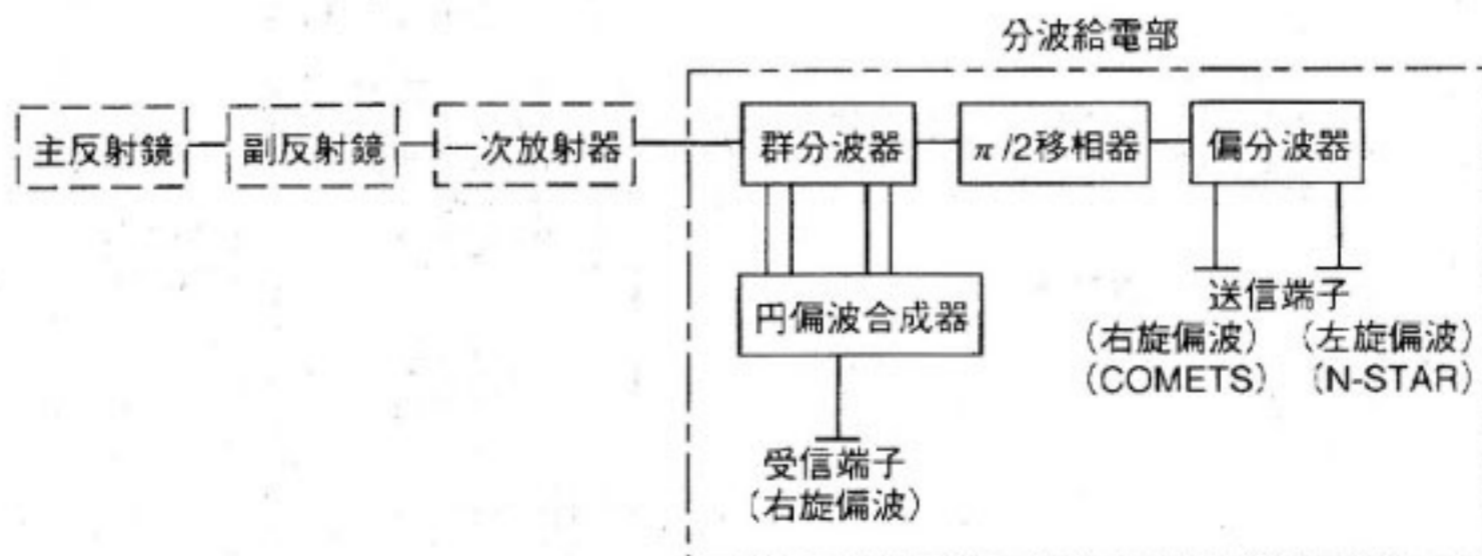 分波給電部
主反射鏡
副反射鏡
一次放射器
群分波器
π/2移相器
偏分波器
円偏波合成器
送信端子
(右旋偏波) (左旋偏波)
(COMETS) (N-STAR)
受信端子
(右旋偏波)